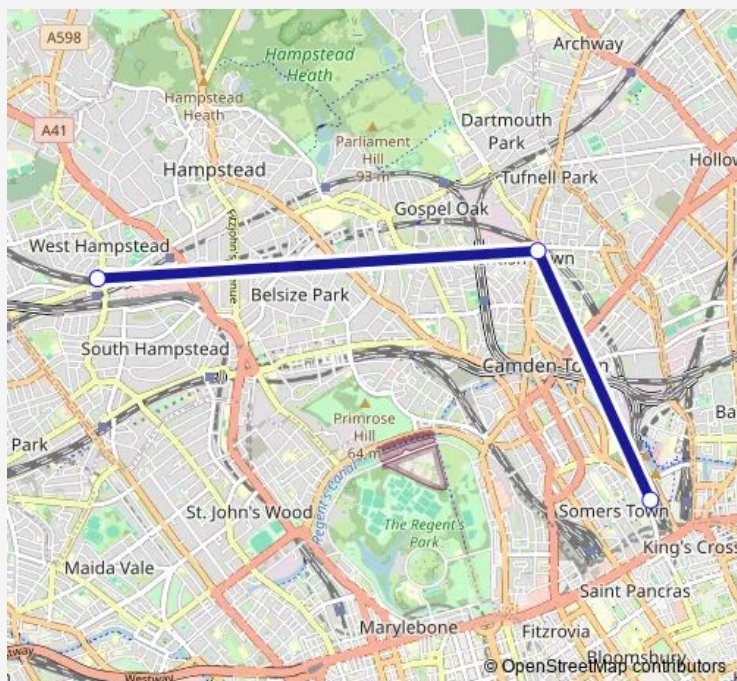 A598
Archway
Hampstead
Heath
Hampstead
Heath
A41
Dartmouth
Park
Parliament
Hill
93 m
Hampstead
Tufnell Park
Gospel Oak
West Hampstead
Belsize Park
South Hampstead
Camden Town
Park
Primrose
Hill
64 m
Regent's Canal
St. John's Wood
The Regent's
Park
Somers Town
King's Cross
Maida Vale
Saint Pancras
Marylebone
Fitzrovia
Bloomsbury
Westway
© OpenStreetMap contributors